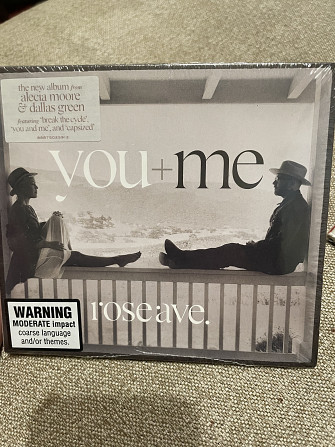 the new album from
alecia moore
& dallas green
featuring "break the cycle",
"you and me", and "capsized"
you+me
rose ave.
WARNING
MODERATE impact
coarse language
and/or themes.